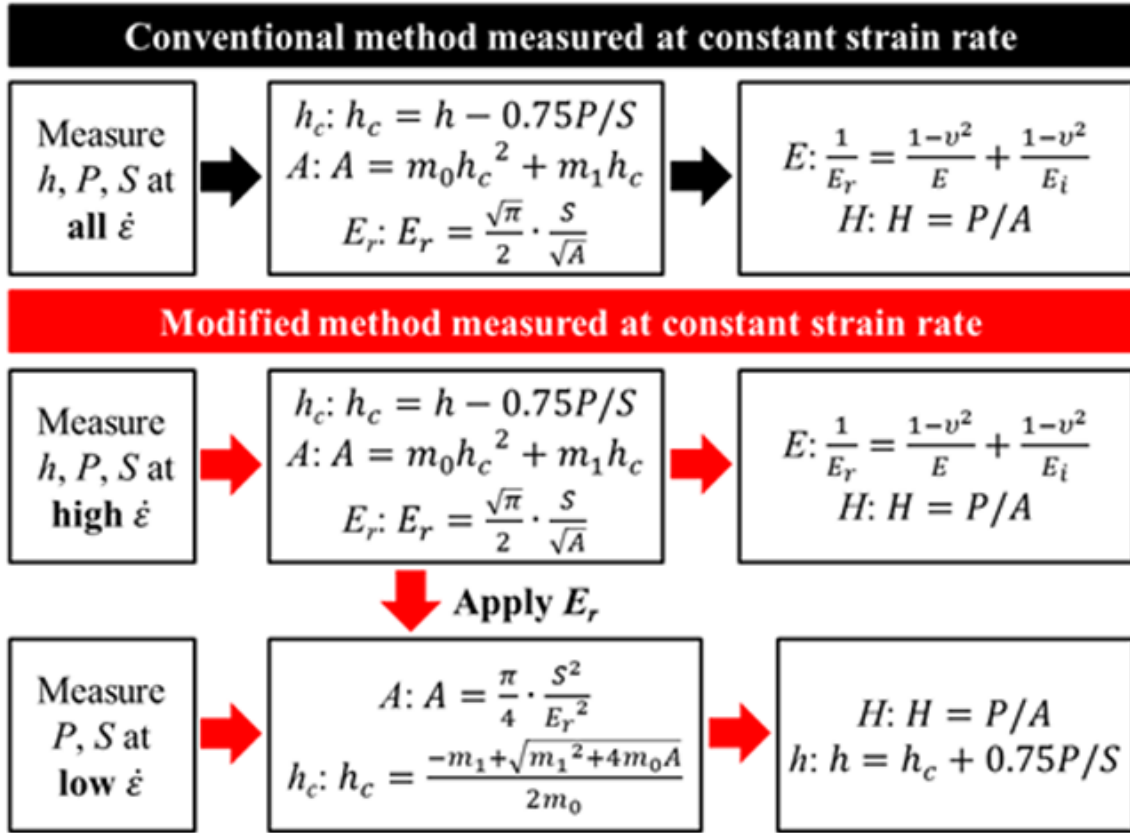 Conventional method measured at constant strain rate
Measure
h, P, S at
all ε̇
h_c: h_c = h − 0.75P/S
A: A = m_0h_c^2 + m_1h_c
E_r: E_r = √π/2 · S/√A
E: 1/E_r = (1−υ^2)/E + (1−υ^2)/E_i
H: H = P/A
Modified method measured at constant strain rate
Measure
h, P, S at
high ε̇
h_c: h_c = h − 0.75P/S
A: A = m_0h_c^2 + m_1h_c
E_r: E_r = √π/2 · S/√A
E: 1/E_r = (1−υ^2)/E + (1−υ^2)/E_i
H: H = P/A
Apply E_r
Measure
P, S at
low ε̇
A: A = π/4 · S^2/E_r^2
h_c: h_c = (−m_1+√(m_1^2+4m_0A))/2m_0
H: H = P/A
h: h = h_c + 0.75P/S